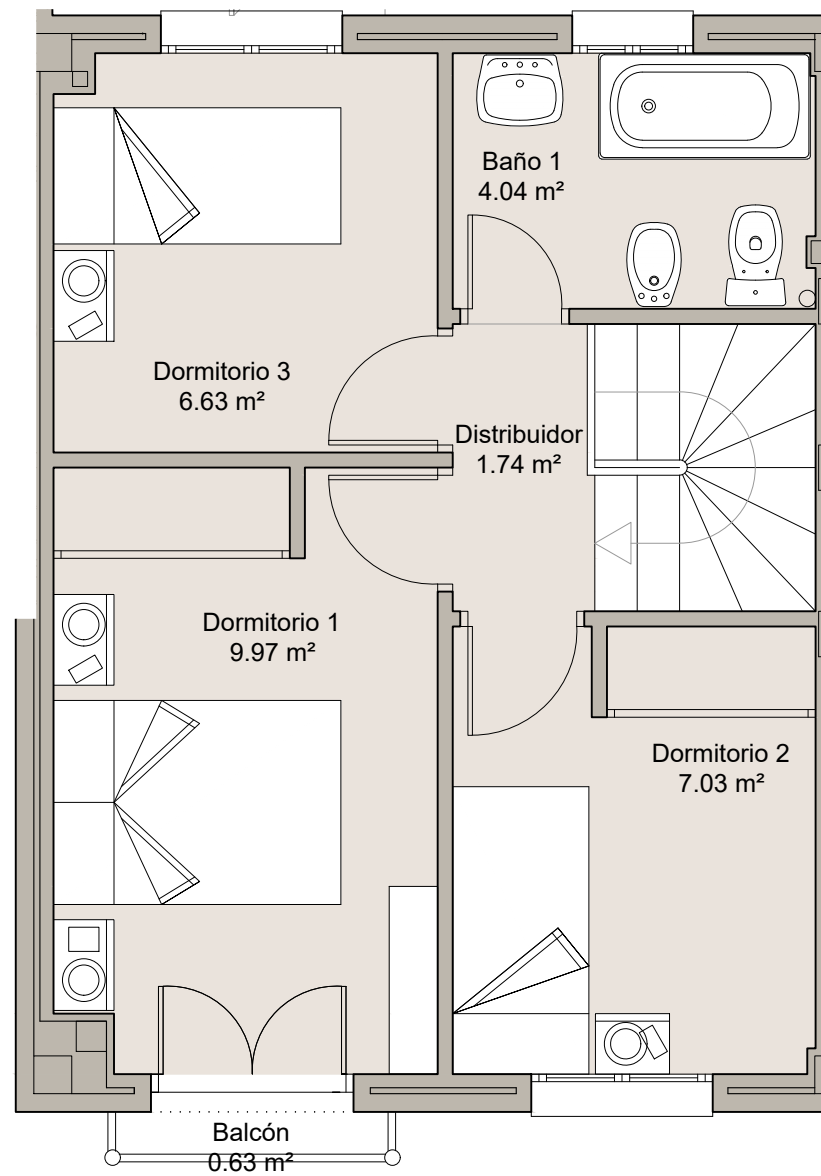 Baño 1
4.04 m²
Dormitorio 3
6.63 m²
Distribuidor
1.74 m²
Dormitorio 1
9.97 m²
Dormitorio 2
7.03 m²
Balcón
0.63 m²